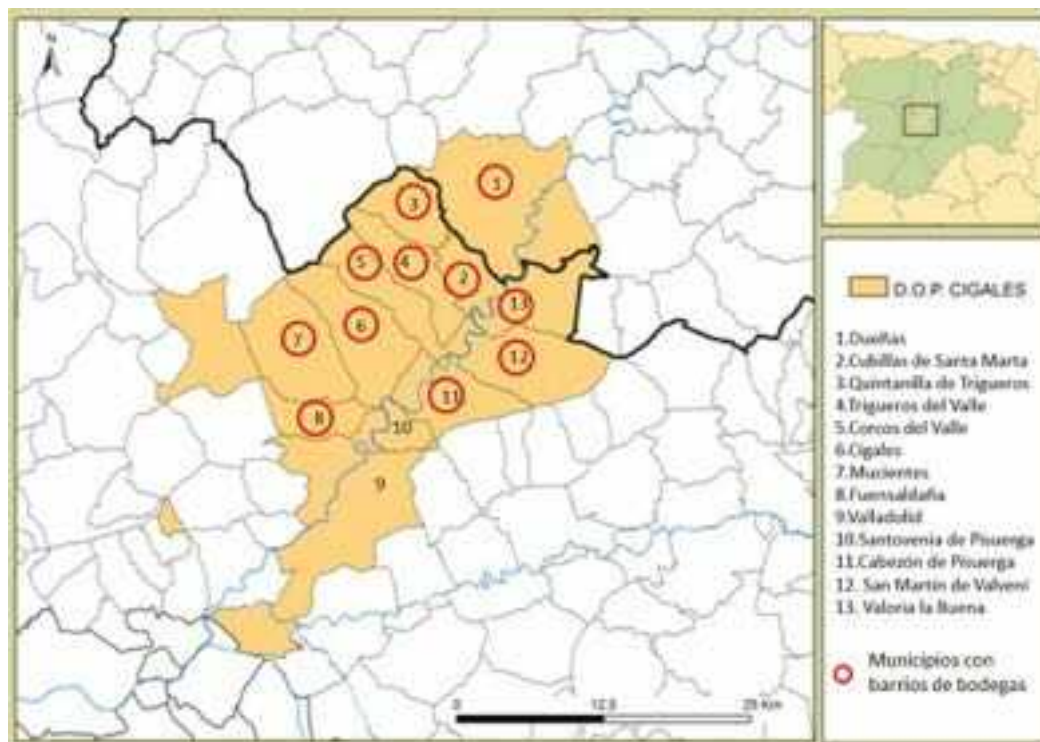 N
1
3
5
4
2
13
6
7
12
11
8
10
9
0
12,5
25 Km
D.O.P. CIGALES
1.Dueñas
2.Cubillas de Santa Marta
3.Quintanilla de Trigueros
4.Trigueros del Valle
5.Corcos del Valle
6.Cigales
7.Mucientes
8.Fuensaldaña
9.Valladolid
10.Santovenia de Pisuerga
11.Cabezón de Pisuerga
12. San Martín de Valvení
13. Valoria la Buena
Municipios con
barrios de bodegas